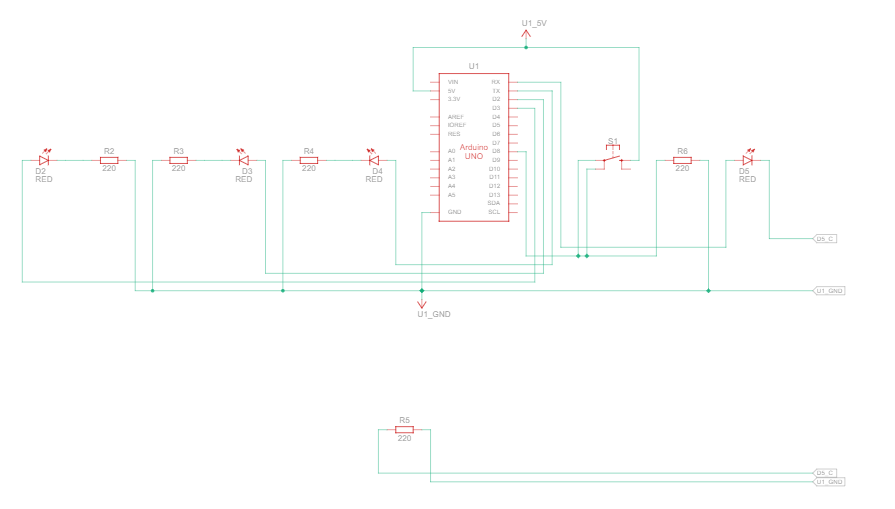 U1_5V
U1
VIN
5V
3.3V
AREF
IOREF
RES
A0
A1
A2
A3
A4
A5
GND
Arduino
UNO
RX
TX
D2
D3
D4
D5
D6
D7
D8
D9
D10
D11
D12
D13
SDA
SCL
D2
RED
R2
220
R3
220
D3
RED
R4
220
D4
RED
S1
R6
220
D5
RED
D5_C
U1_GND
U1_GND
R5
220
D5_C
U1_GND